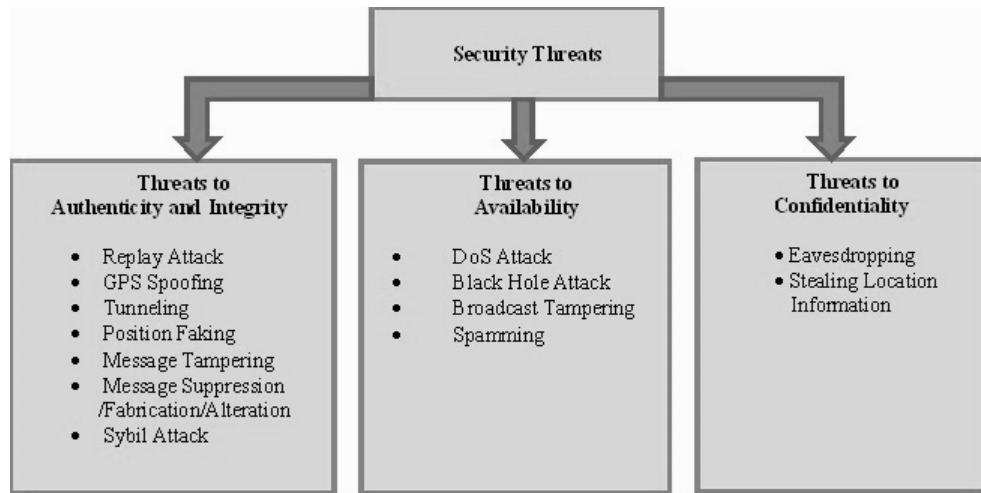 Security Threats
Threats to
Authenticity and Integrity
• Replay Attack
• GPS Spoofing
• Tunneling
• Position Faking
• Message Tampering
• Message Suppression
/Fabrication/Alteration
• Sybil Attack
Threats to
Availability
• DoS Attack
• Black Hole Attack
• Broadcast Tampering
• Spamming
Threats to
Confidentiality
• Eavesdropping
• Stealing Location
Information